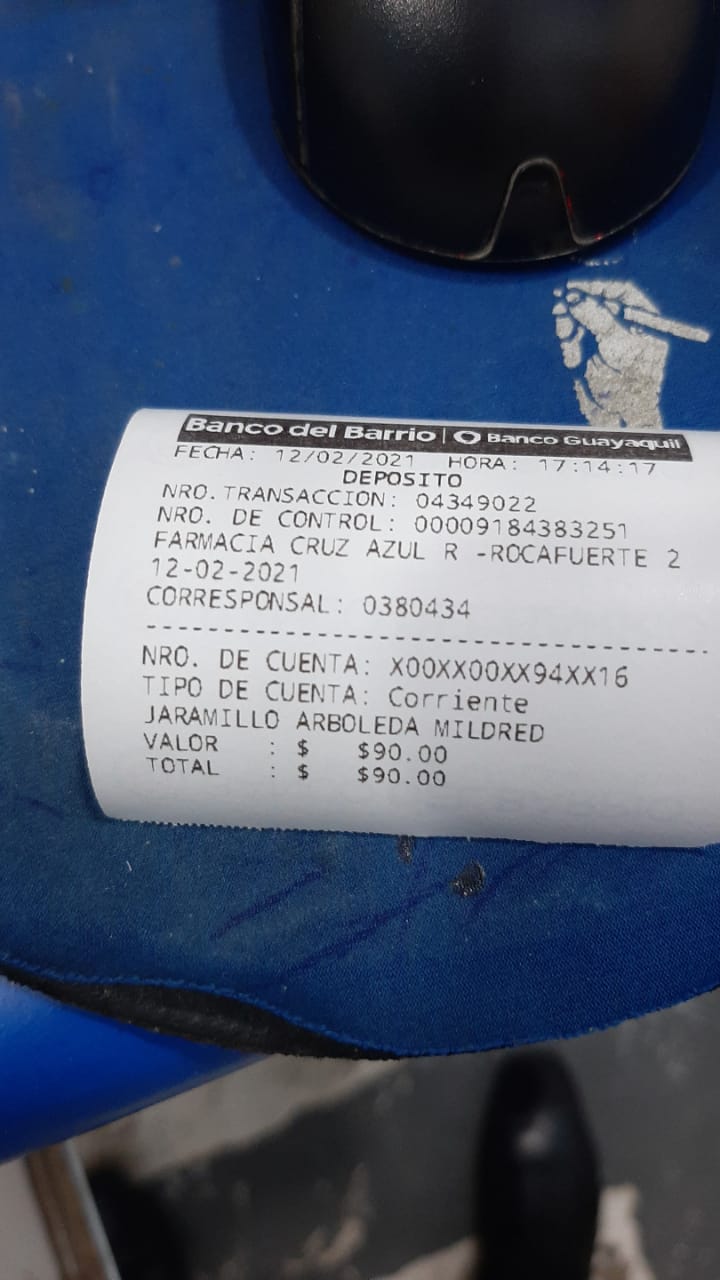 Banco del Barrio | Banco Guayaquil
FECHA: 12/02/2021 HORA: 17:14:17
DEPOSITO
NRO.TRANSACCION: 04349022
NRO. DE CONTROL: 00009184383251
FARMACIA CRUZ AZUL R -ROCAFUERTE 2
12-02-2021
CORRESPONSAL: 0380434
NRO. DE CUENTA: X00XX00XX94XX16
TIPO DE CUENTA: Corriente
JARAMILLO ARBOLEDA MILDRED
VALOR : $ $90.00
TOTAL : $ $90.00